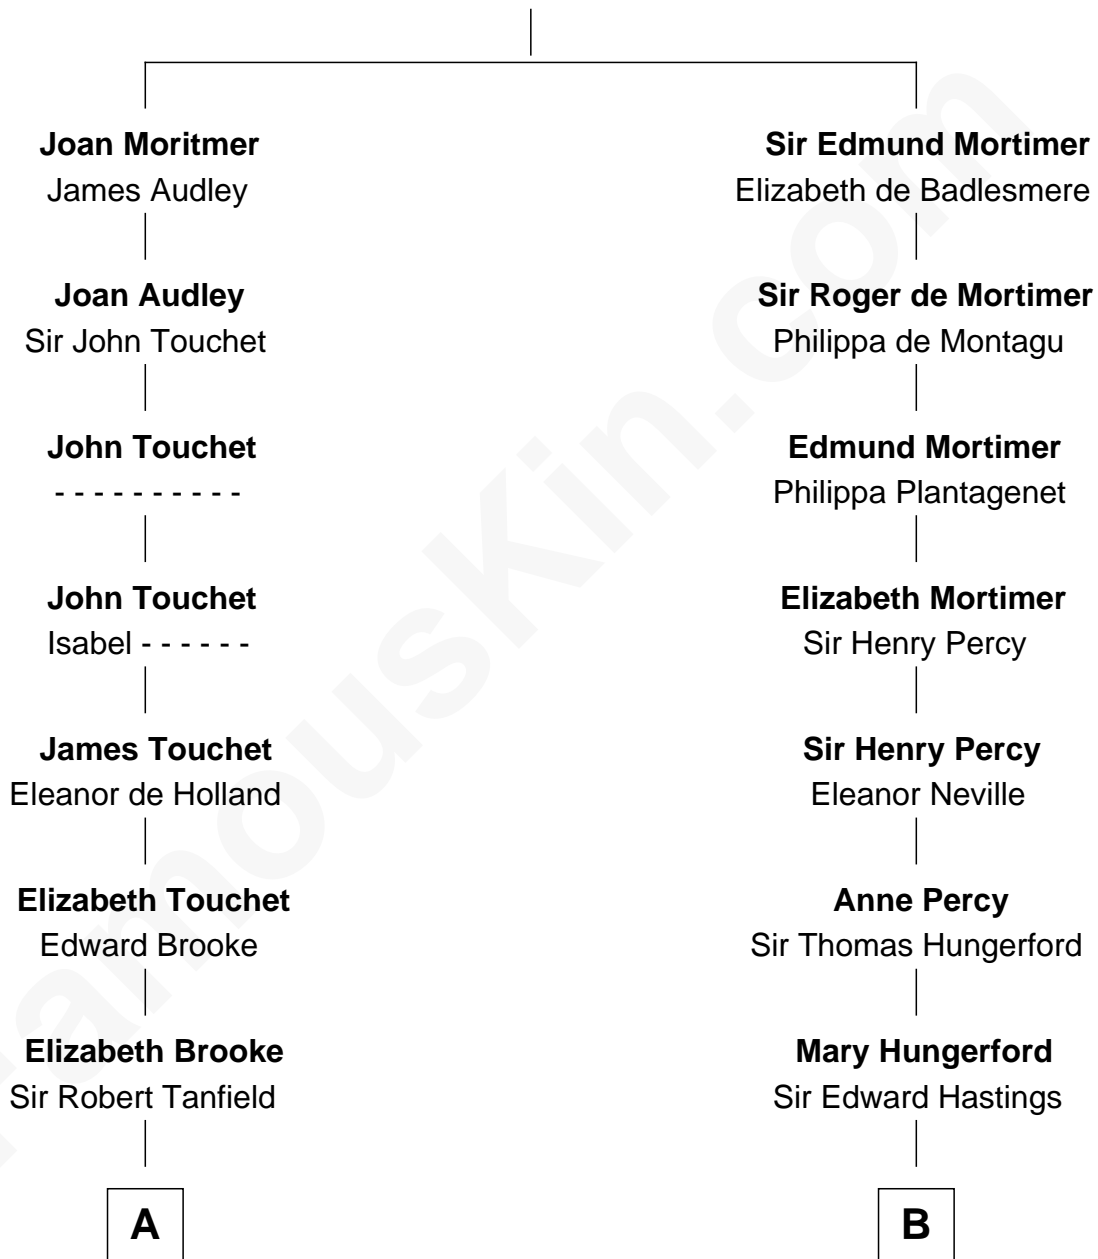 Joan Moritmer
James Audley
Joan Audley
Sir John Touchet
John Touchet
- - - - - - - - - -
John Touchet
Isabel - - - - - -
James Touchet
Eleanor de Holland
Elizabeth Touchet
Edward Brooke
Elizabeth Brooke
Sir Robert Tanfield
A
Sir Edmund Mortimer
Elizabeth de Badlesmere
Sir Roger de Mortimer
Philippa de Montagu
Edmund Mortimer
Philippa Plantagenet
Elizabeth Mortimer
Sir Henry Percy
Sir Henry Percy
Eleanor Neville
Anne Percy
Sir Thomas Hungerford
Mary Hungerford
Sir Edward Hastings
B
FamousKin.com